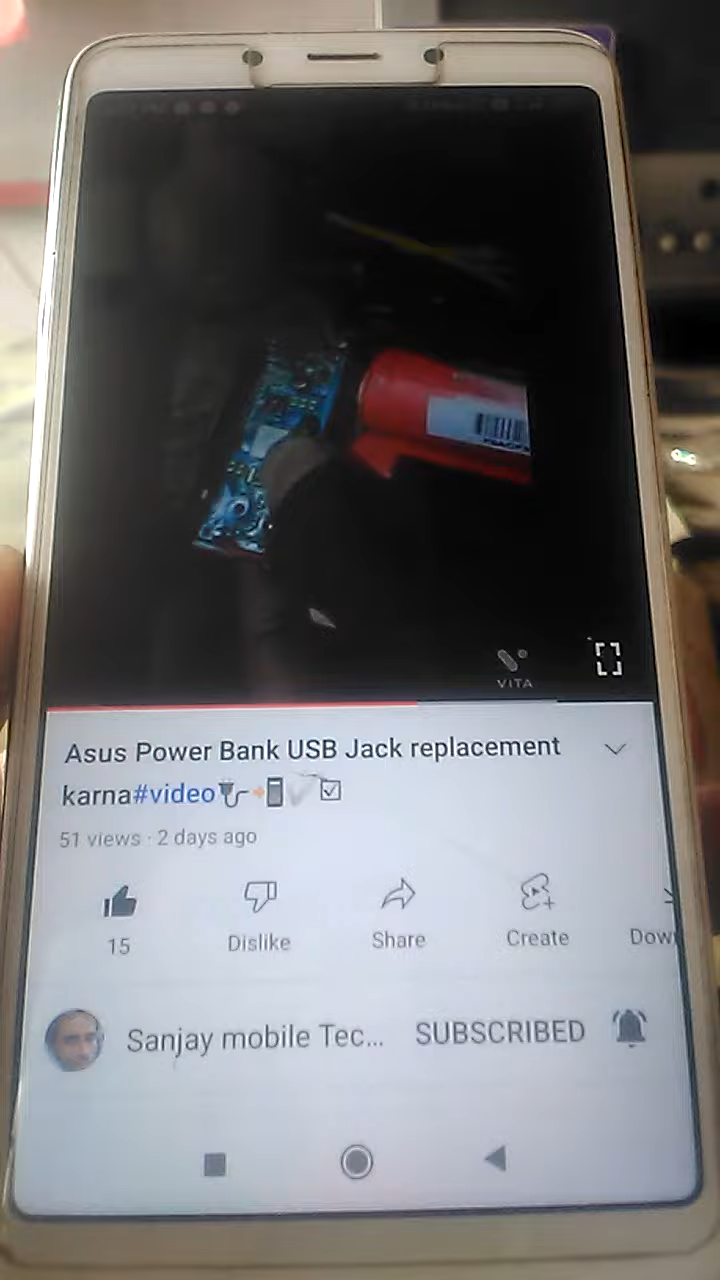 VITA
Asus Power Bank USB Jack replacement
karna#video
51 views · 2 days ago
15 Dislike Share Create Dow
Sanjay mobile Tec... SUBSCRIBED